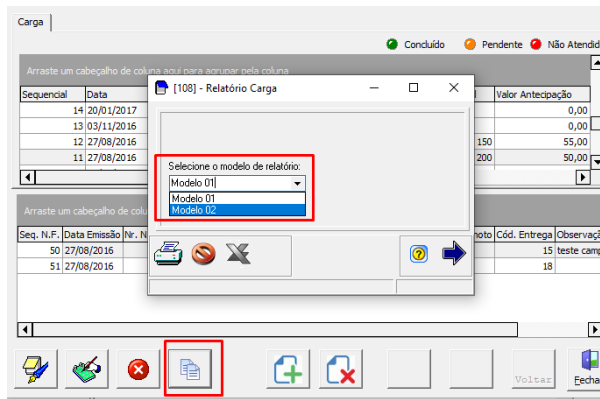 Carga
Concluído Pendente Não Atendid
Arraste um cabeçalho de coluna aqui para agrupar pela coluna
[108] - Relatório Carga
Sequencial Data Valor Antecipação
14 20/01/2017 0,00
13 03/11/2016 0,00
12 27/08/2016 150 55,00
11 27/08/2016 200 50,00
Selecione o modelo de relatório:
Modelo 01
Modelo 01
Modelo 02
Arraste um cabeçalho de colu
Seq. N.F. Data Emissão Nr. N Cód. Entrega Observaçã
50 27/08/2016 15 teste camp
51 27/08/2016 18
Voltar Fecha